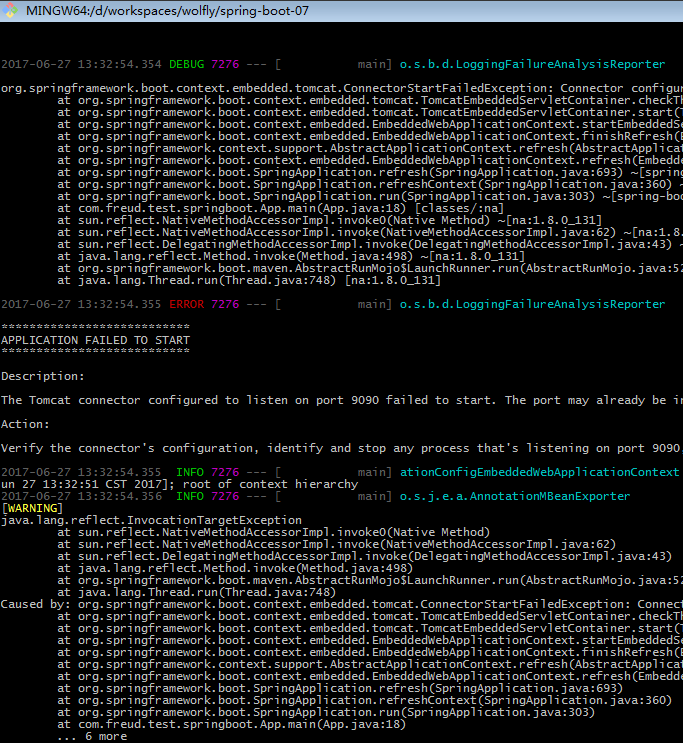 MINGW64:/d/workspaces/wolfly/spring-boot-07
2017-06-27 13:32:54.354 DEBUG 7276 --- [           main] o.s.b.d.LoggingFailureAnalysisReporter
org.springframework.boot.context.embedded.tomcat.ConnectorStartFailedException: Connector configur
at org.springframework.boot.context.embedded.tomcat.TomcatEmbeddedServletContainer.checkTh
at org.springframework.boot.context.embedded.tomcat.TomcatEmbeddedServletContainer.start(T
at org.springframework.boot.context.embedded.EmbeddedWebApplicationContext.startEmbeddedSe
at org.springframework.boot.context.embedded.EmbeddedWebApplicationContext.finishRefresh(E
at org.springframework.context.support.AbstractApplicationContext.refresh(AbstractApplicat
at org.springframework.boot.context.embedded.EmbeddedWebApplicationContext.refresh(Embedde
at org.springframework.boot.SpringApplication.refresh(SpringApplication.java:693) ~[spring
at org.springframework.boot.SpringApplication.refreshContext(SpringApplication.java:360) ~
at org.springframework.boot.SpringApplication.run(SpringApplication.java:303) ~[spring-boo
at com.freud.test.springboot.App.main(App.java:18) [classes/:na]
at sun.reflect.NativeMethodAccessorImpl.invoke0(Native Method) ~[na:1.8.0_131]
at sun.reflect.NativeMethodAccessorImpl.invoke(NativeMethodAccessorImpl.java:62) ~[na:1.8.
at sun.reflect.DelegatingMethodAccessorImpl.invoke(DelegatingMethodAccessorImpl.java:43) ~
at java.lang.reflect.Method.invoke(Method.java:498) ~[na:1.8.0_131]
at org.springframework.boot.maven.AbstractRunMojo$LaunchRunner.run(AbstractRunMojo.java:52
at java.lang.Thread.run(Thread.java:748) [na:1.8.0_131]
2017-06-27 13:32:54.355 ERROR 7276 --- [           main] o.s.b.d.LoggingFailureAnalysisReporter
***************************
APPLICATION FAILED TO START
***************************
Description:
The Tomcat connector configured to listen on port 9090 failed to start. The port may already be in
Action:
Verify the connector's configuration, identify and stop any process that's listening on port 9090,
2017-06-27 13:32:54.355  INFO 7276 --- [           main] ationConfigEmbeddedWebApplicationContext
un 27 13:32:51 CST 2017]; root of context hierarchy
2017-06-27 13:32:54.356  INFO 7276 --- [           main] o.s.j.e.a.AnnotationMBeanExporter
[WARNING]
java.lang.reflect.InvocationTargetException
at sun.reflect.NativeMethodAccessorImpl.invoke0(Native Method)
at sun.reflect.NativeMethodAccessorImpl.invoke(NativeMethodAccessorImpl.java:62)
at sun.reflect.DelegatingMethodAccessorImpl.invoke(DelegatingMethodAccessorImpl.java:43)
at java.lang.reflect.Method.invoke(Method.java:498)
at org.springframework.boot.maven.AbstractRunMojo$LaunchRunner.run(AbstractRunMojo.java:52
at java.lang.Thread.run(Thread.java:748)
Caused by: org.springframework.boot.context.embedded.tomcat.ConnectorStartFailedException: Connect
at org.springframework.boot.context.embedded.tomcat.TomcatEmbeddedServletContainer.checkTh
at org.springframework.boot.context.embedded.tomcat.TomcatEmbeddedServletContainer.start(T
at org.springframework.boot.context.embedded.EmbeddedWebApplicationContext.startEmbeddedSe
at org.springframework.boot.context.embedded.EmbeddedWebApplicationContext.finishRefresh(E
at org.springframework.context.support.AbstractApplicationContext.refresh(AbstractApplicat
at org.springframework.boot.context.embedded.EmbeddedWebApplicationContext.refresh(Embedde
at org.springframework.boot.SpringApplication.refresh(SpringApplication.java:693)
at org.springframework.boot.SpringApplication.refreshContext(SpringApplication.java:360)
at org.springframework.boot.SpringApplication.run(SpringApplication.java:303)
at com.freud.test.springboot.App.main(App.java:18)
... 6 more